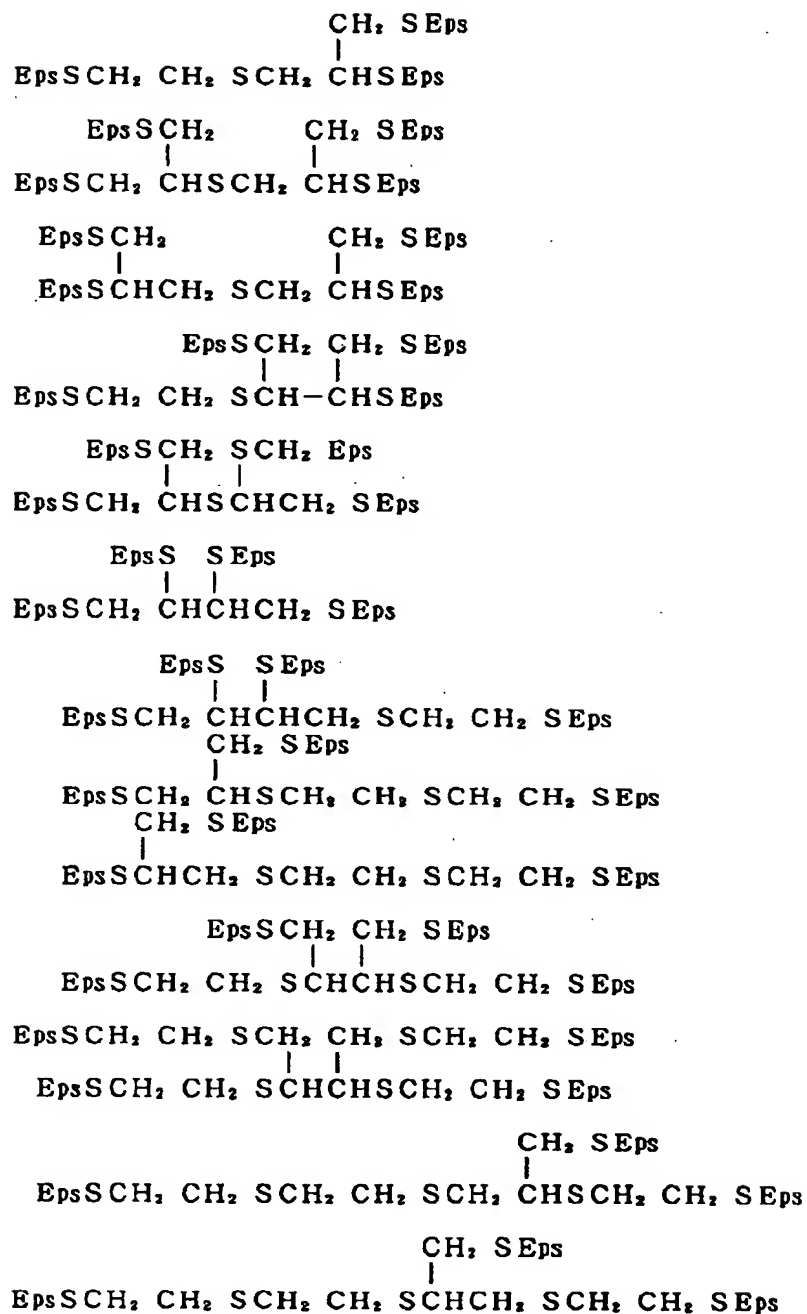 CH₂ SEps
EpsSCH₂ CH₂ SCH₂ CHSEps
EpsSCH₂ CH₂ SEps
EpsSCH₂ CHSCH₂ CHSEps
EpsSCH₂ CH₂ SEps
EpsSCHCH₂ SCH₂ CHSEps
EpsSCH₂ CH₂ SEps
EpsSCH₂ CH₂ SCH–CHSEps
EpsSCH₂ SCH₂ Eps
EpsSCH₂ CHSCHCH₂ SEps
EpsS SEps
EpsSCH₂ CHCHCH₂ SEps
EpsS SEps
EpsSCH₂ CHCHCH₂ SCH₂ CH₂ SEps
CH₂ SEps
EpsSCH₂ CHSCH₂ CH₂ SCH₂ CH₂ SEps
CH₂ SEps
EpsSCHCH₂ SCH₂ CH₂ SCH₂ CH₂ SEps
EpsSCH₂ CH₂ SEps
EpsSCH₂ CH₂ SCHCHSCH₂ CH₂ SEps
EpsSCH₂ CH₂ SCH₂ CH₂ SCH₂ CH₂ SEps
EpsSCH₂ CH₂ SCHCHSCH₂ CH₂ SEps
CH₂ SEps
EpsSCH₂ CH₂ SCH₂ CH₂ SCH₂ CHSCH₂ CH₂ SEps
CH₂ SEps
EpsSCH₂ CH₂ SCH₂ CH₂ SCHCH₂ SCH₂ CH₂ SEps